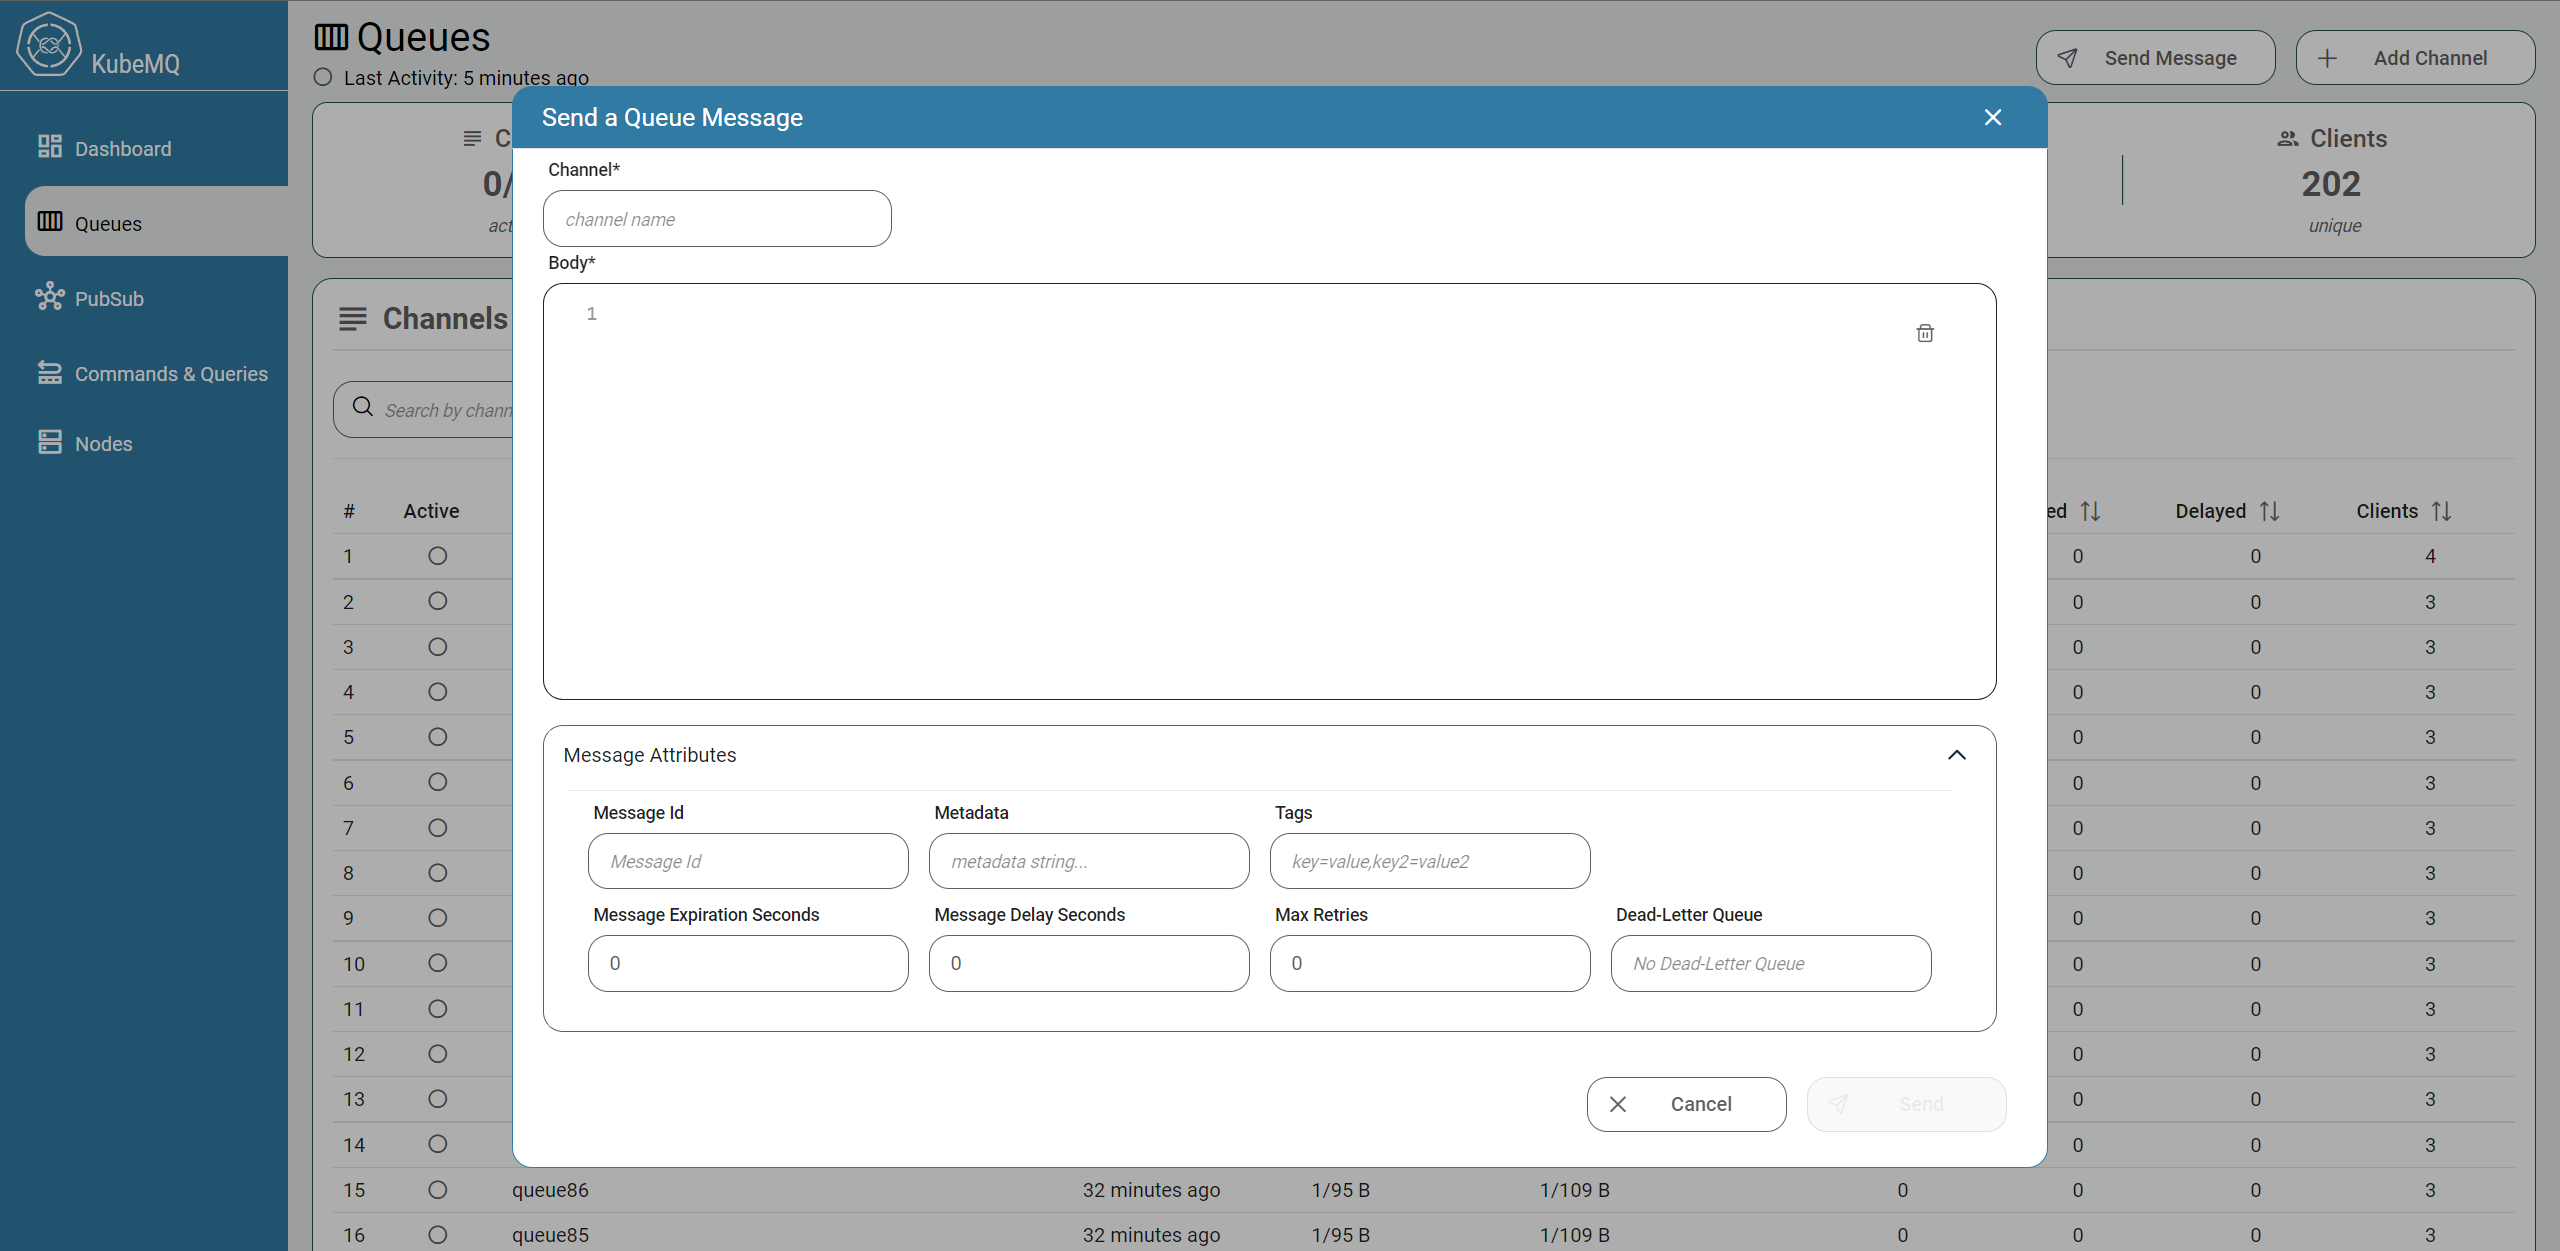 KubeMQ
Dashboard
Queues
PubSub
Commands & Queries
Nodes
Queues
Last Activity: 5 minutes ago
Send Message
Add Channel
Clients
0/
202
unique
Channels
Search by
# Active Delayed Clients
1 0 0 4
2 0 0 3
3 0 0 3
4 0 0 3
5 0 0 3
6 0 0 3
7 0 0 3
8 0 0 3
9 0 0 3
10 0 0 3
11 0 0 3
12 0 0 3
13 0 0 3
14 0 0 3
15 queue86 32 minutes ago 1/95 B 1/109 B 0 0 0 3
16 queue85 32 minutes ago 1/95 B 1/109 B 0 0 0 3
Send a Queue Message
Channel*
channel name
Body*
1
Message Attributes
Message Id Metadata Tags
Message Id metadata string... key=value,key2=value2
Message Expiration Seconds Message Delay Seconds Max Retries Dead-Letter Queue
0 0 0 No Dead-Letter Queue
Cancel
Send